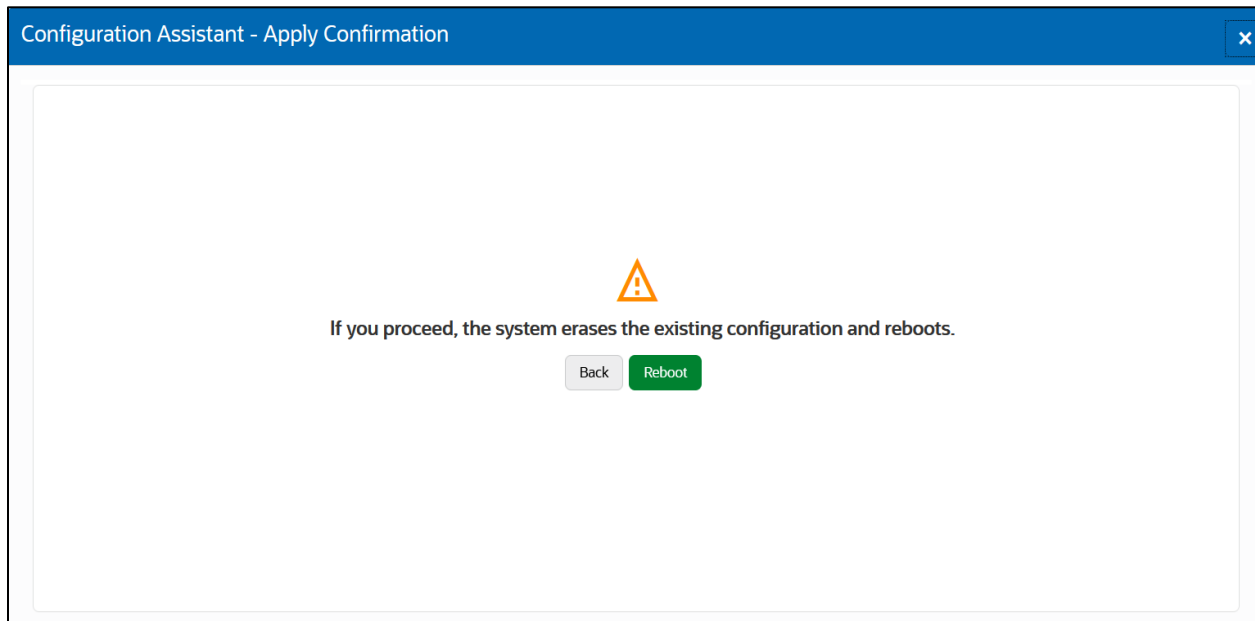 Configuration Assistant - Apply Confirmation
If you proceed, the system erases the existing configuration and reboots.
Back Reboot